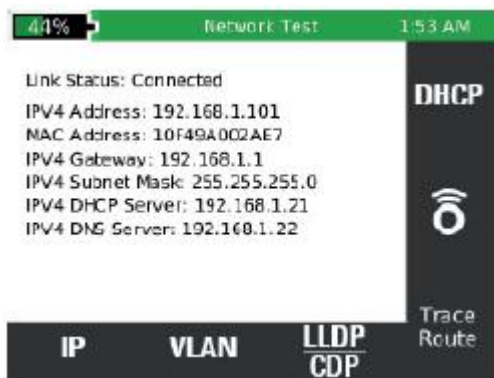 44% Network Test 1:53 AM
Link Status: Connected
DHCP
IPV4 Address: 192.168.1.101
MAC Address: 10F49A002AE7
IPV4 Gateway: 192.168.1.1
IPV4 Subnet Mask: 255.255.255.0
IPV4 DHCP Server: 192.168.1.21
IPV4 DNS Server: 192.168.1.22
Trace
Route
IP VLAN LLDP
CDP